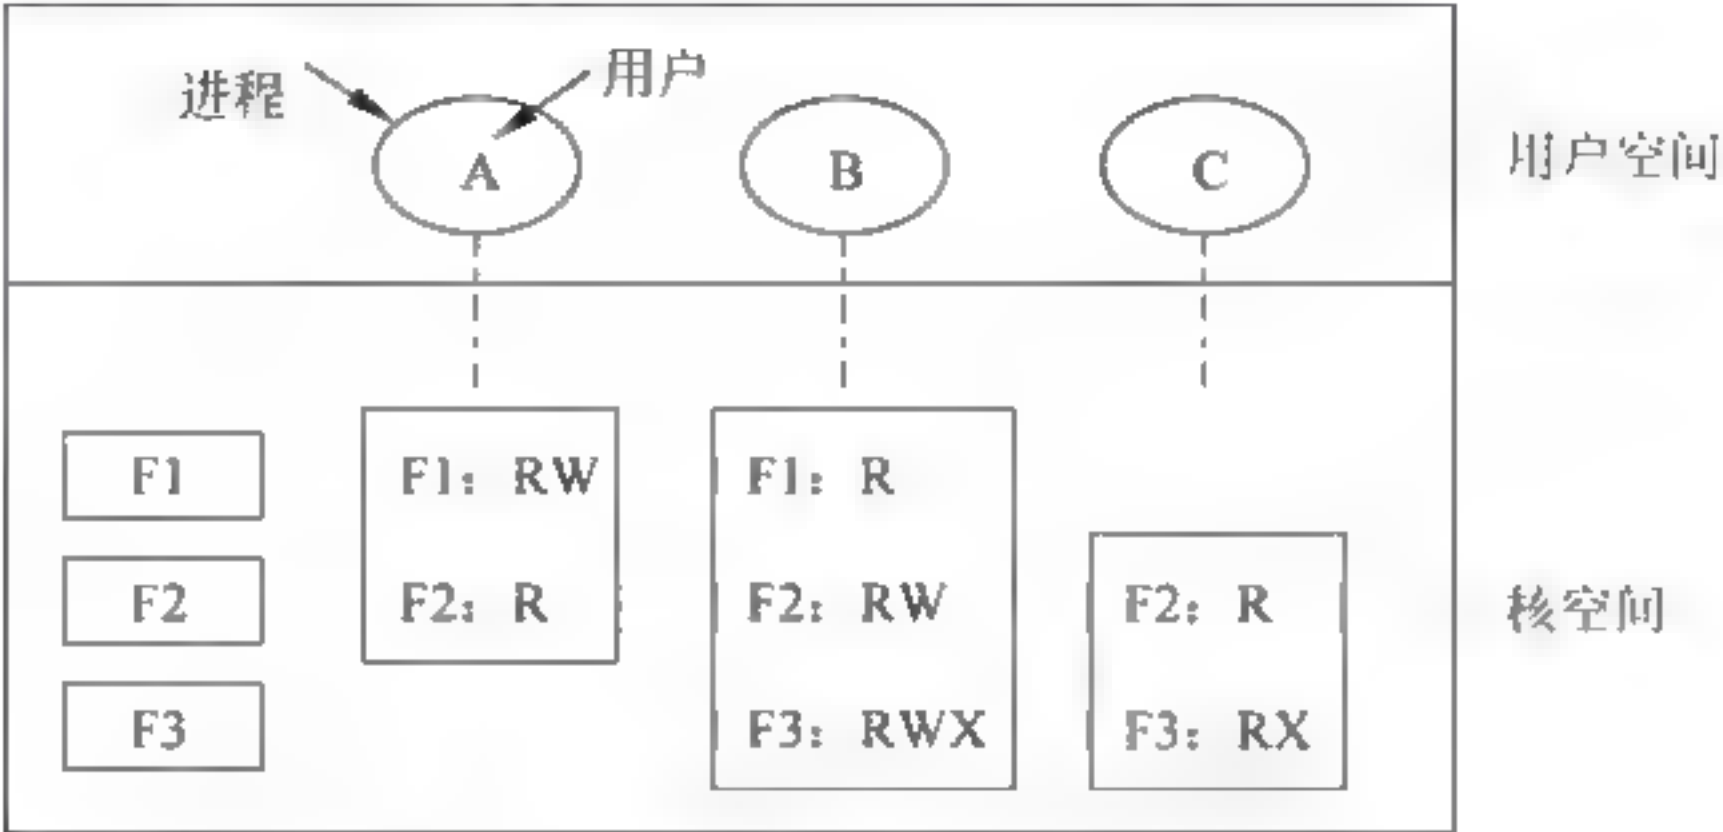 进程 用户
A B C 用户空间
F1 F1: RW F1: R
F2 F2: R F2: RW F2: R 核空间
F3 F3: RWX F3: RX